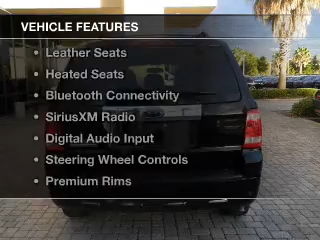 VEHICLE FEATURES
• Leather Seats
• Heated Seats
• Bluetooth Connectivity
• SiriusXM Radio
• Digital Audio Input
• Steering Wheel Controls
• Premium Rims